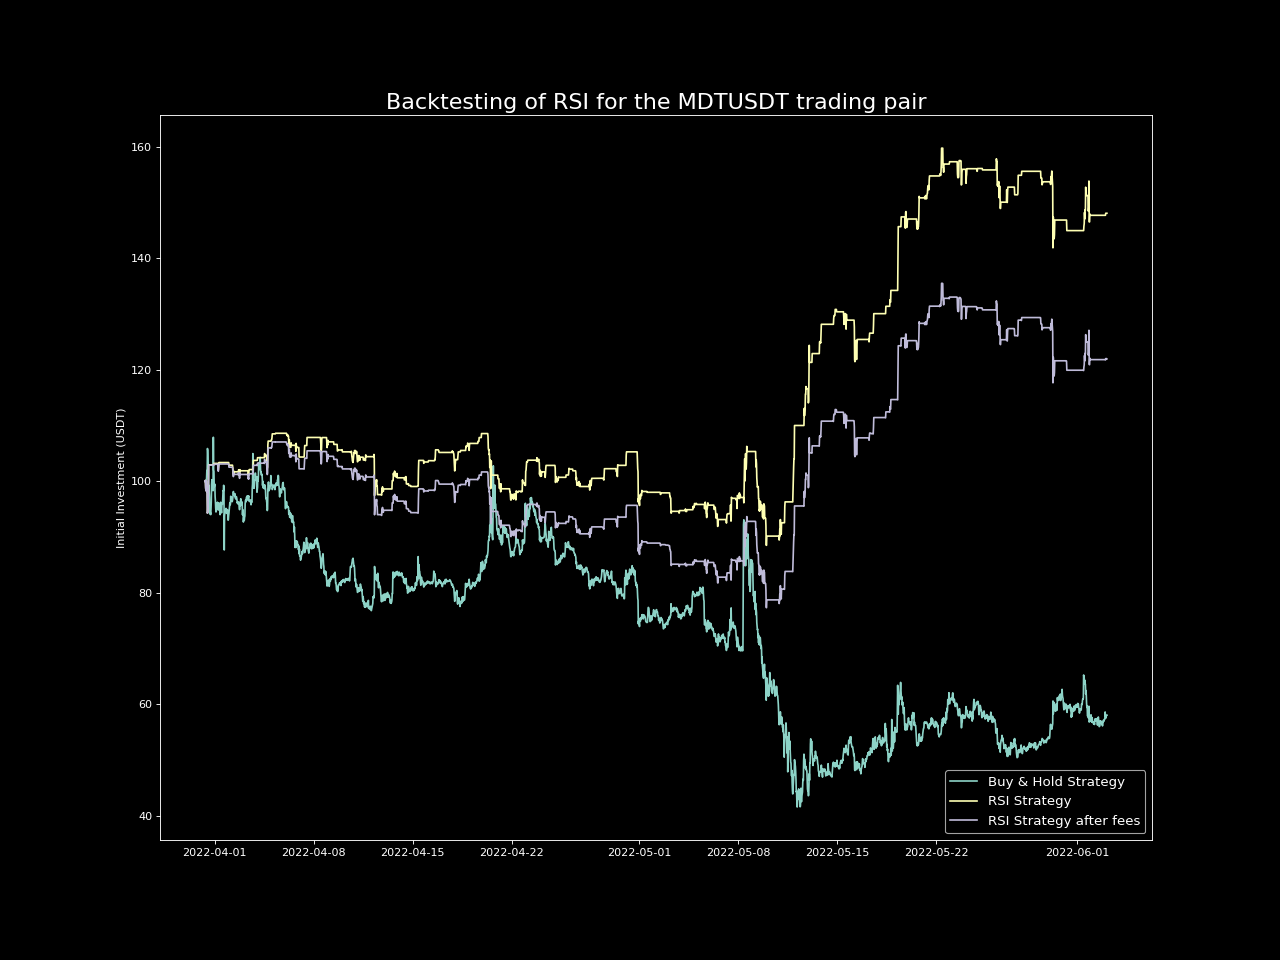 Backtesting of RSI for the MDTUSDT trading pair
Initial Investment (USDT)
160
140
120
100
80
60
40
2022-04-01 2022-04-08 2022-04-15 2022-04-22 2022-05-01 2022-05-08 2022-05-15 2022-05-22 2022-06-01
Buy & Hold Strategy
RSI Strategy
RSI Strategy after fees